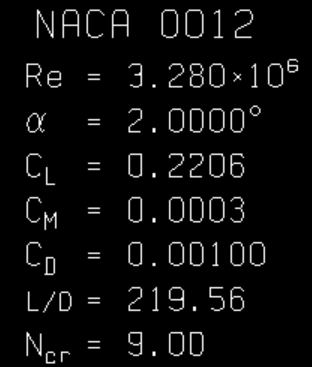 NACA 0012
Re = 3.280×10⁶
α = 2.0000°
C_L = 0.2206
C_M = 0.0003
C_D = 0.00100
L/D = 219.56
N_cr = 9.00